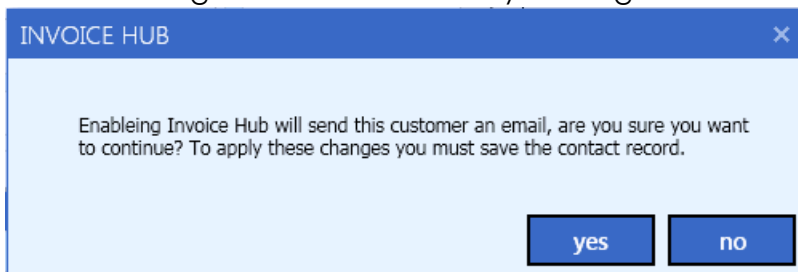 INVOICE HUB
Enableing Invoice Hub will send this customer an email, are you sure you want
to continue? To apply these changes you must save the contact record.
yes no